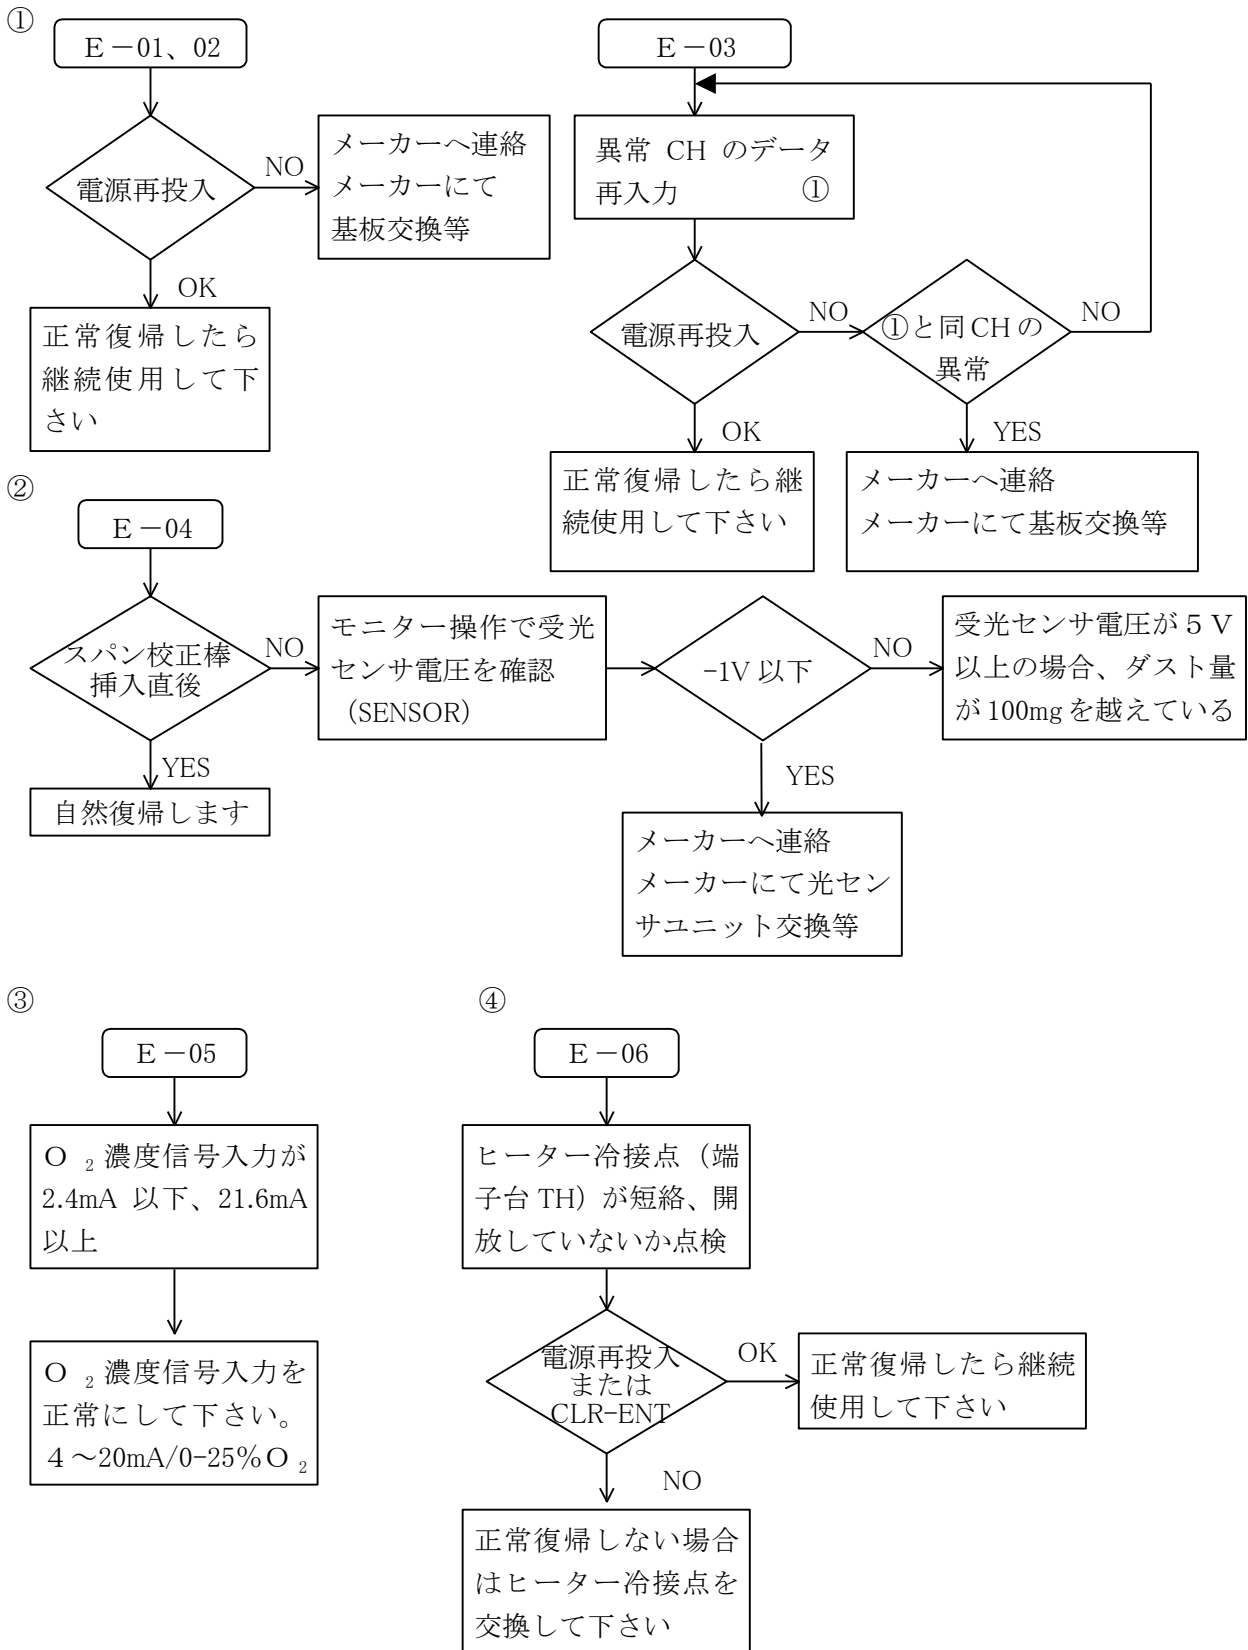 ①
E－01、02
電源再投入
NO
メーカーへ連絡
メーカーにて
基板交換等
OK
正常復帰したら
継続使用して下
さい
E－03
異常 CH のデータ
再入力 ①
電源再投入
NO
①と同CHの
異常
NO
OK
正常復帰したら継
続使用して下さい
YES
メーカーへ連絡
メーカーにて基板交換等
②
E－04
スパン校正棒
挿入直後
NO
モニター操作で受光
センサ電圧を確認
（SENSOR）
-1V 以下
NO
受光センサ電圧が５V
以上の場合、ダスト量
が 100mg を越えている
YES
自然復帰します
YES
メーカーへ連絡
メーカーにて光セン
サユニット交換等
③
E－05
O ₂ 濃度信号入力が
2.4mA 以下、21.6mA
以上
O ₂ 濃度信号入力を
正常にして下さい。
４～20mA/0-25%O ₂
④
E－06
ヒーター冷接点（端
子台 TH）が短絡、開
放していないか点検
電源再投入
または
CLR-ENT
OK
正常復帰したら継続
使用して下さい
NO
正常復帰しない場合
はヒーター冷接点を
交換して下さい